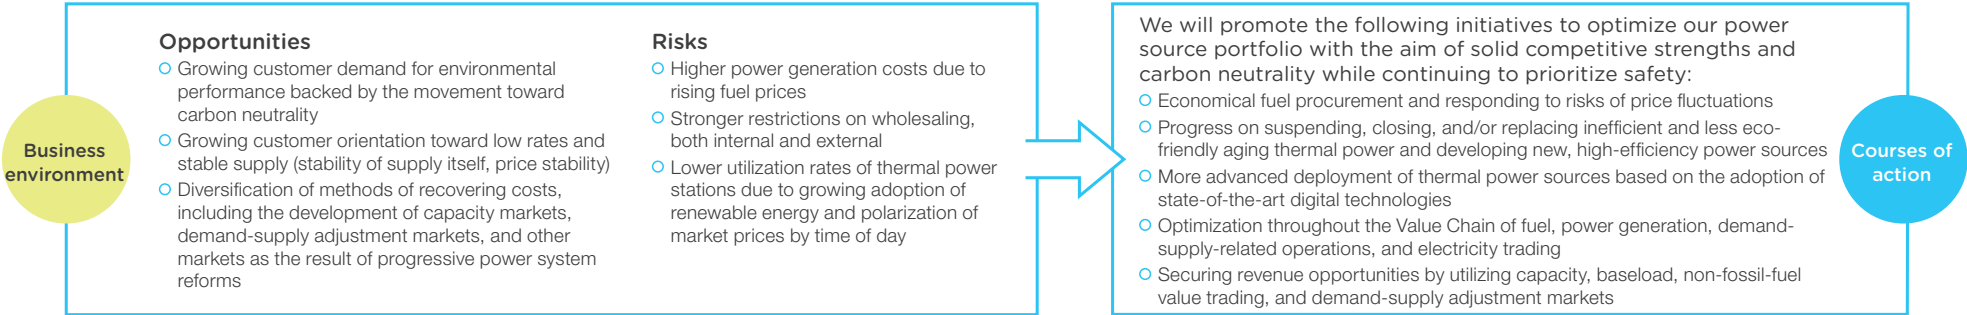 Business
environment
Opportunities
Growing customer demand for environmental
performance backed by the movement toward
carbon neutrality
Growing customer orientation toward low rates and
stable supply (stability of supply itself, price stability)
Diversification of methods of recovering costs,
including the development of capacity markets,
demand-supply adjustment markets, and other
markets as the result of progressive power system
reforms
Risks
Higher power generation costs due to
rising fuel prices
Stronger restrictions on wholesaling,
both internal and external
Lower utilization rates of thermal power
stations due to growing adoption of
renewable energy and polarization of
market prices by time of day
We will promote the following initiatives to optimize our power
source portfolio with the aim of solid competitive strengths and
carbon neutrality while continuing to prioritize safety:
Economical fuel procurement and responding to risks of price fluctuations
Progress on suspending, closing, and/or replacing inefficient and less eco-
friendly aging thermal power and developing new, high-efficiency power sources
More advanced deployment of thermal power sources based on the adoption of
state-of-the-art digital technologies
Optimization throughout the Value Chain of fuel, power generation, demand-
supply-related operations, and electricity trading
Securing revenue opportunities by utilizing capacity, baseload, non-fossil-fuel
value trading, and demand-supply adjustment markets
Courses of
action